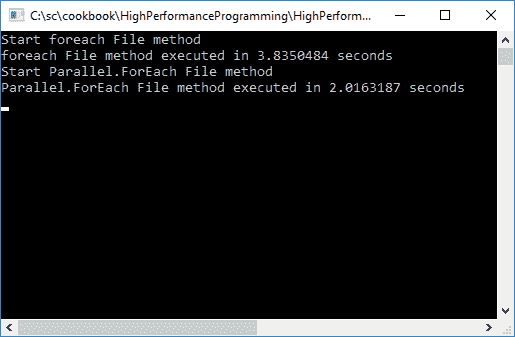 C:\sc\cookbook\HighPerformanceProgramming\HighPerform...
Start foreach File method
foreach File method executed in 3.8350484 seconds
Start Parallel.ForEach File method
Parallel.ForEach File method executed in 2.0163187 seconds